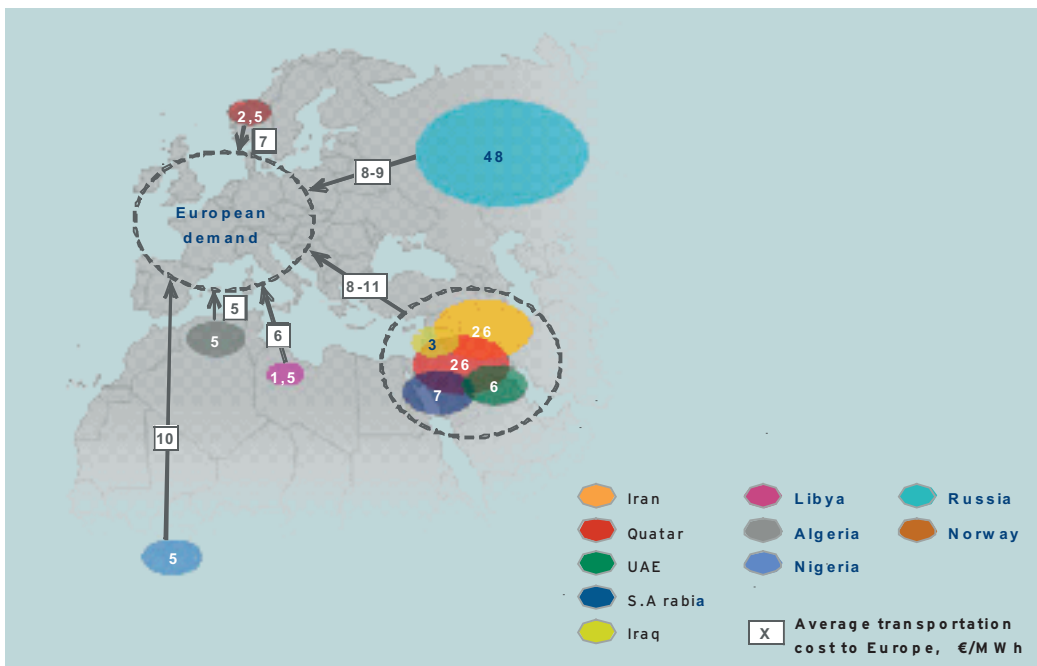 2,5
7
48
8-9
European
demand
8-11
5
5
6
26
3
26
1,5
6
7
10
5
Iran
Libya
Russia
Quatar
Algeria
Norway
UAE
Nigeria
S.A rabia
Iraq
X
Average transportation
cost to Europe, €/MWh